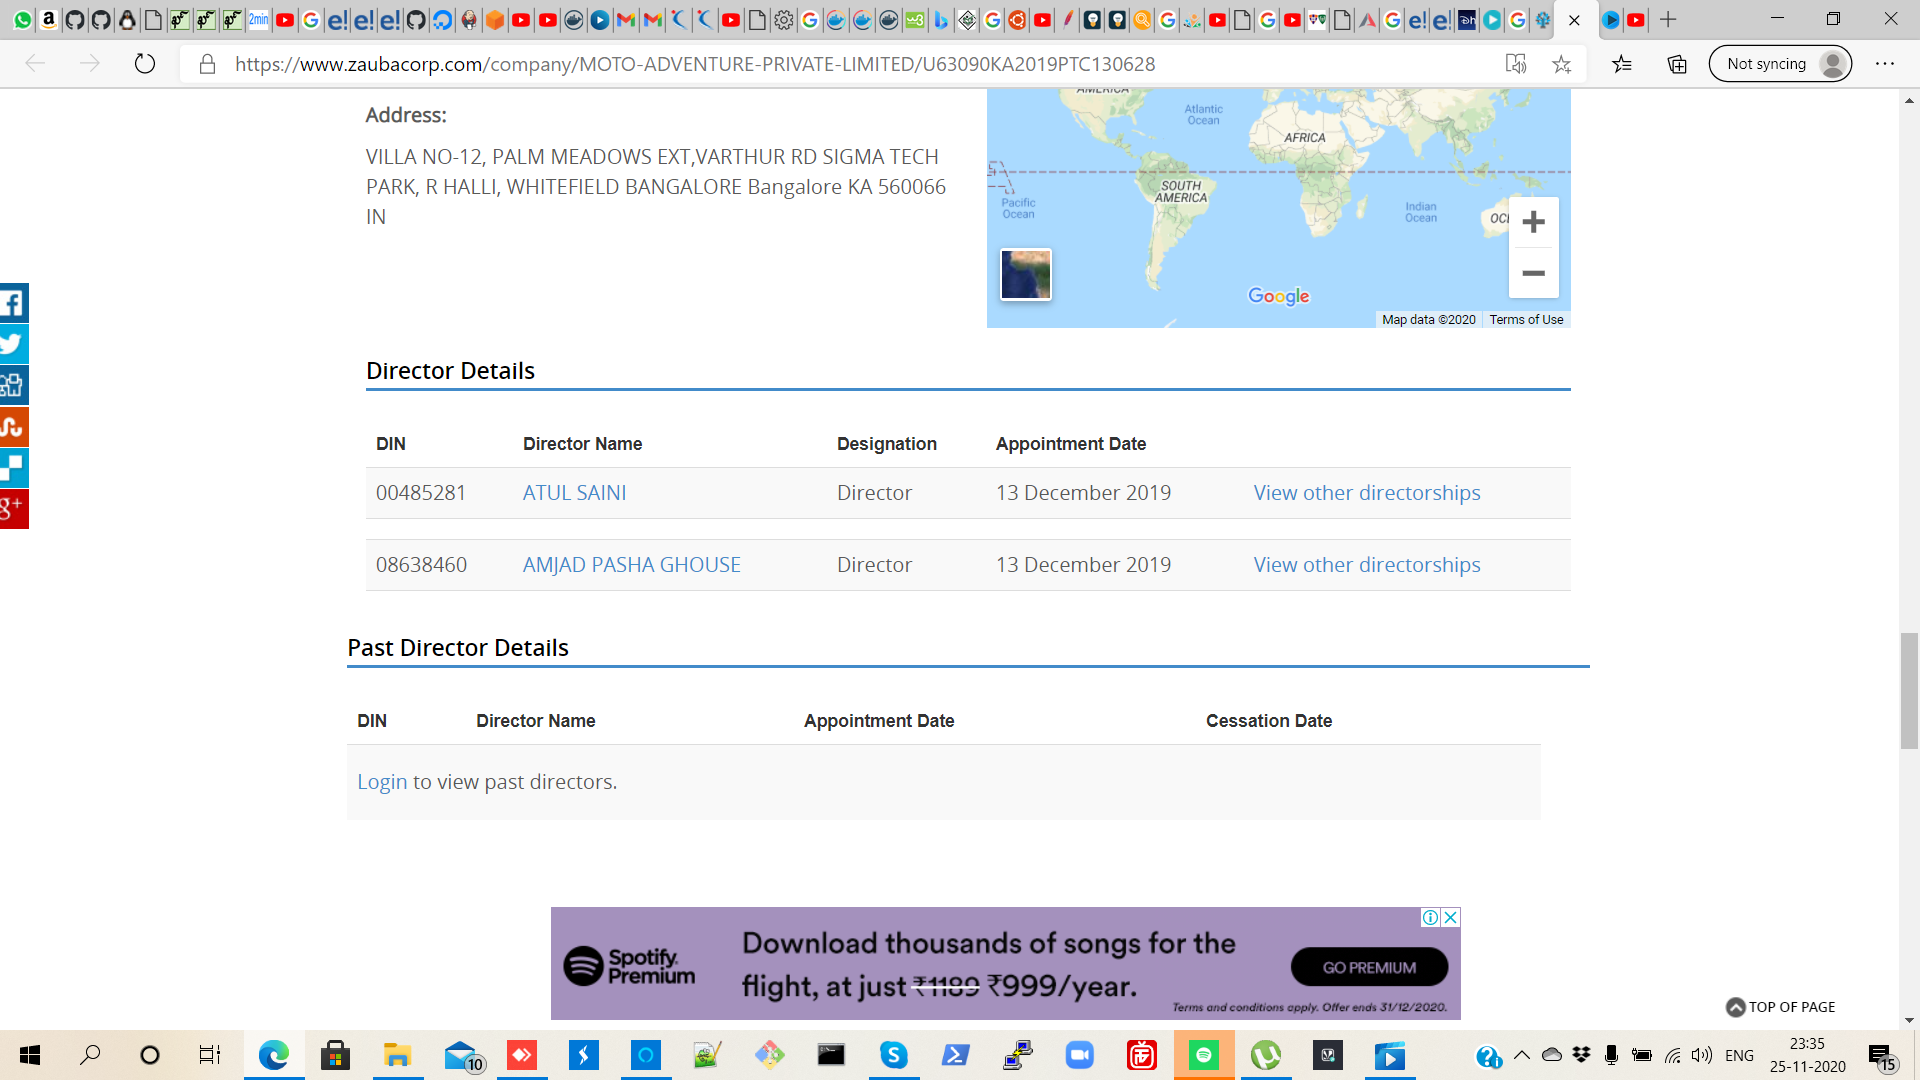 https://www.zaubacorp.com/company/MOTO-ADVENTURE-PRIVATE-LIMITED/U63090KA2019PTC130628
Not syncing
Address:
VILLA NO-12, PALM MEADOWS EXT,VARTHUR RD SIGMA TECH
PARK, R HALLI, WHITEFIELD BANGALORE Bangalore KA 560066
IN
AMERICA
Atlantic
Ocean
AFRICA
SOUTH
AMERICA
Pacific
Ocean
Indian
Ocean
OCE
Google
Map data ©2020
Terms of Use
Director Details
DIN Director Name Designation Appointment Date
00485281 ATUL SAINI Director 13 December 2019 View other directorships
08638460 AMJAD PASHA GHOUSE Director 13 December 2019 View other directorships
Past Director Details
DIN Director Name Appointment Date Cessation Date
Login to view past directors.
Spotify
Premium
Download thousands of songs for the
flight, at just ₹1189 ₹999/year.
GO PREMIUM
Terms and conditions apply. Offer ends 31/12/2020.
TOP OF PAGE
10
ENG
23:35
25-11-2020
15